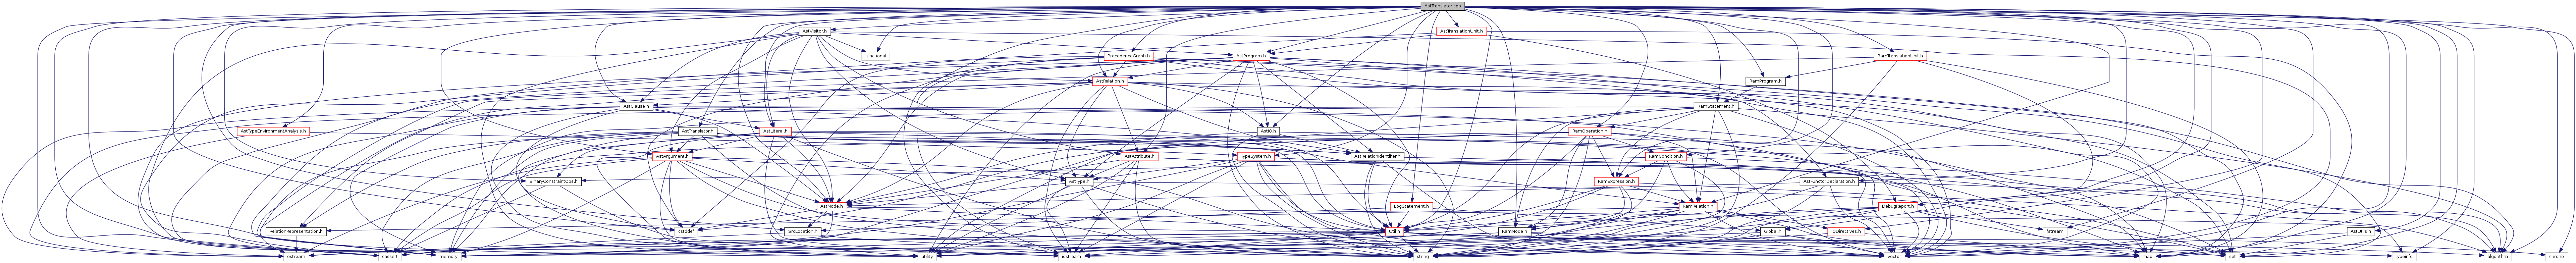 AstTranslator.cpp
AstVisitor.h
AstTranslationUnit.h
functional
PrecedenceGraph.h
AstProgram.h
RamTranslationUnit.h
AstRelation.h
RamProgram.h
AstClause.h
RamStatement.h
AstTypeEnvironmentAnalysis.h
AstTranslator.h
AstLiteral.h
AstIO.h
RamOperation.h
AstArgument.h
AstAttribute.h
TypeSystem.h
AstRelationIdentifier.h
RamCondition.h
BinaryConstraintOps.h
AstType.h
RamExpression.h
AstFunctorDeclaration.h
AstNode.h
LogStatement.h
RamRelation.h
DebugReport.h
RelationRepresentation.h
cstddef
SrcLocation.h
Util.h
RamNode.h
Global.h
IODirectives.h
fstream
AstUtils.h
ostream
cassert
memory
utility
iostream
string
vector
map
set
typeinfo
algorithm
chrono